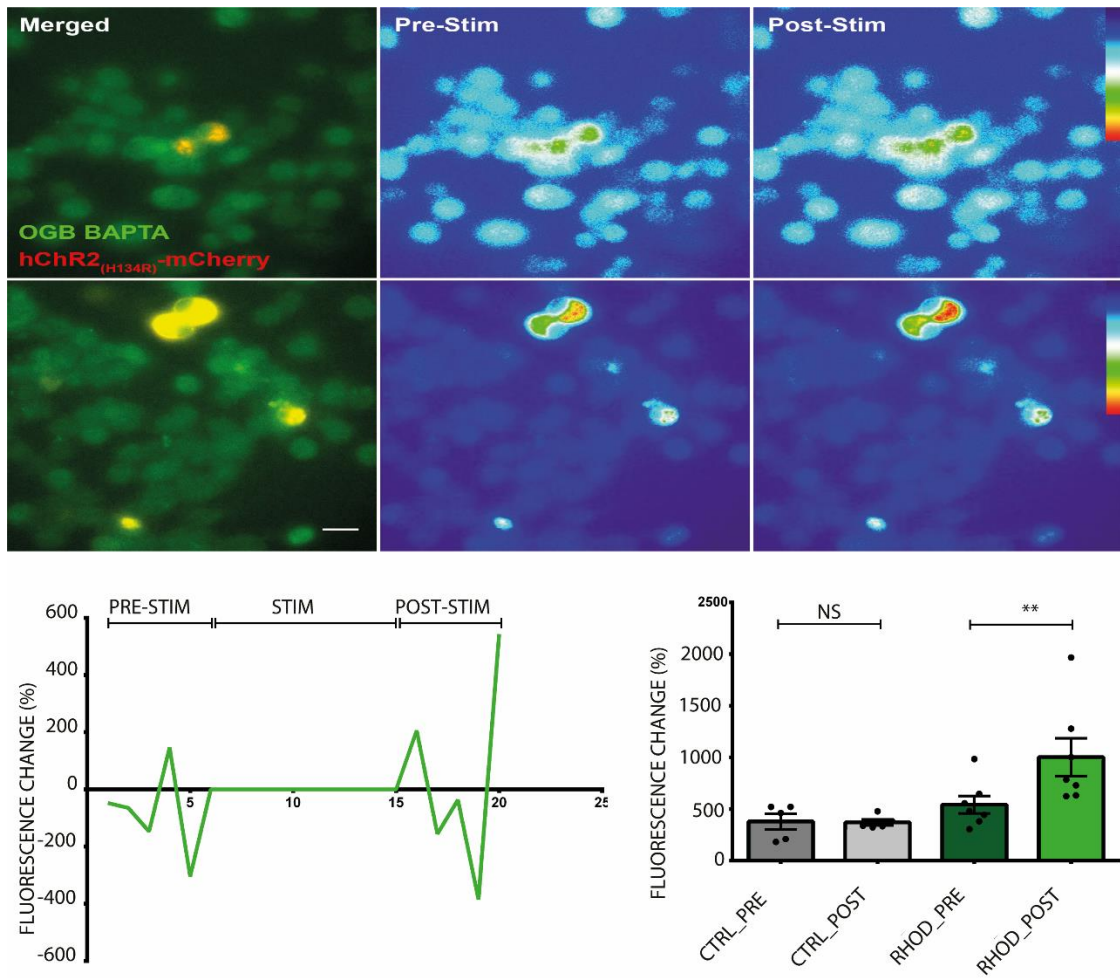 Merged
Pre-Stim
Post-Stim
OGB BAPTA
hChR2(H134R)-mCherry
PRE-STIM STIM POST-STIM
FLUORESCENCE CHANGE (%)
600
400
200
0
-200
-400
-600
5 10 15 20 25
FLUORESCENCE CHANGE (%)
2500
2000
1500
1000
500
0
NS
**
CTRL_PRE
CTRL_POST
RHOD_PRE
RHOD_POST